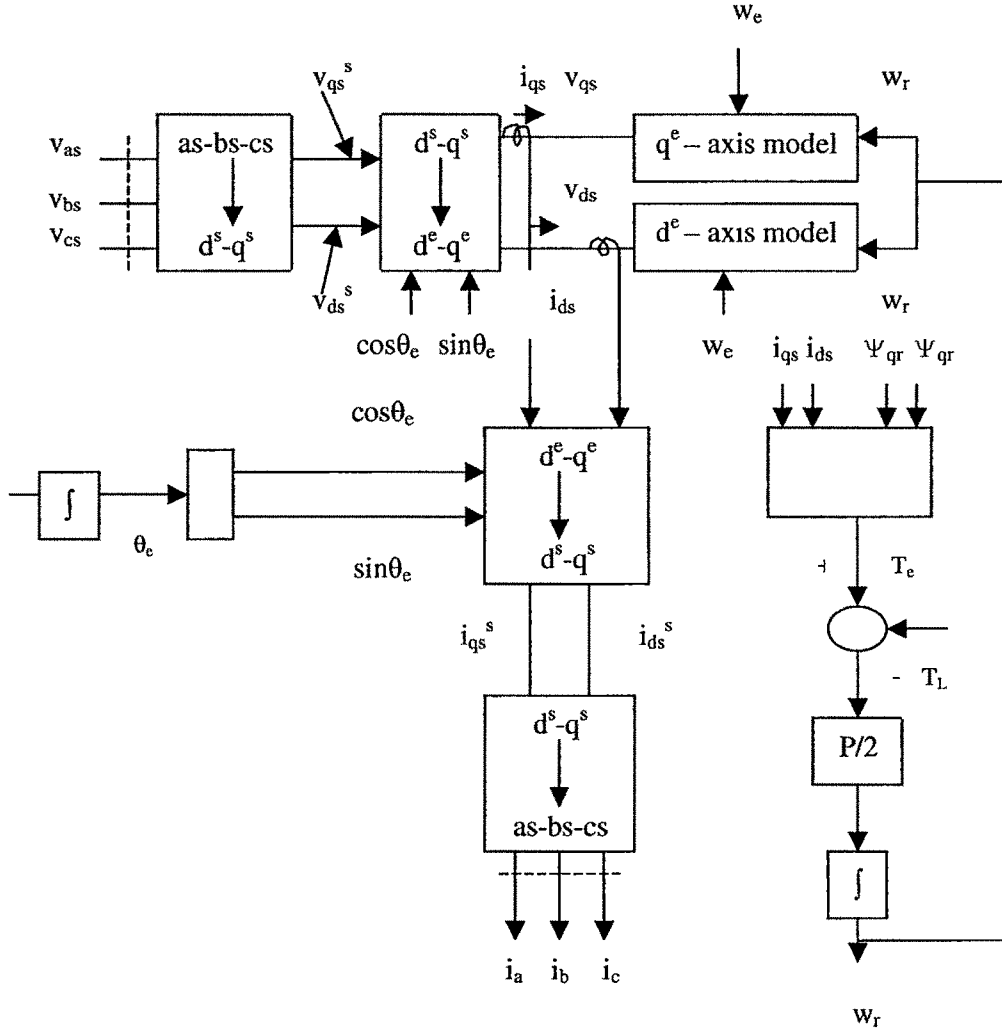 w_e
v_qs^s
i_qs v_qs w_r
v_as as-bs-cs d^s-q^s q^e – axis model
v_bs v_ds
v_cs d^s-q^s d^e-q^e d^e – axis model
v_ds^s i_ds w_r
cosθ_e sinθ_e w_e i_qs i_ds Ψ_qr Ψ_qr
cosθ_e
d^e-q^e
∫
θ_e d^s-q^s
sinθ_e + T_e
i_qs^s i_ds^s
- T_L
d^s-q^s P/2
as-bs-cs
∫
i_a i_b i_c
w_r